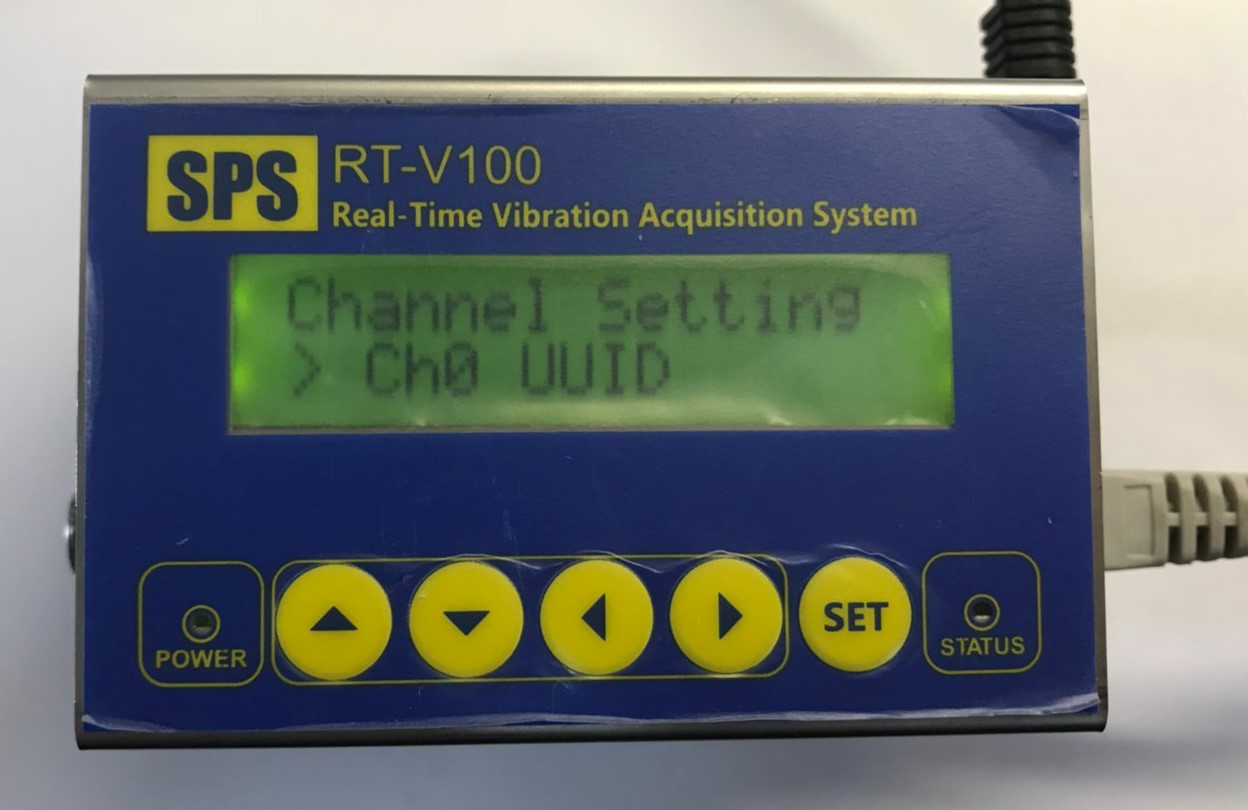 SPS
RT-V100
Real-Time Vibration Acquisition System
Channel Setting
> Ch0 UUID
POWER
SET
STATUS